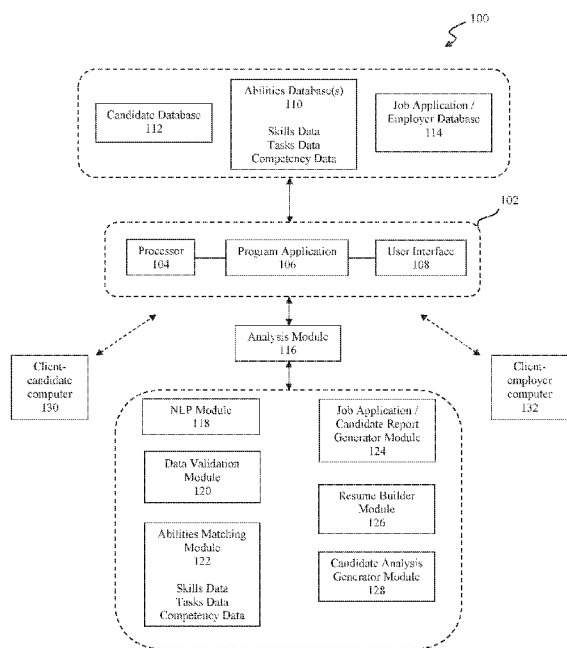 100
Abilities Database(s)
110
Skills Data
Tasks Data
Competency Data
Candidate Database
112
Job Application /
Employer Database
114
102
Processor
104
Program Application
106
User Interface
108
Analysis Module
116
Client-
candidate
computer
130
Client-
employer
computer
132
NLP Module
118
Data Validation
Module
120
Abilities Matching
Module
122
Skills Data
Tasks Data
Competency Data
Job Application /
Candidate Report
Generator Module
124
Resume Builder
Module
126
Candidate Analysis
Generator Module
128